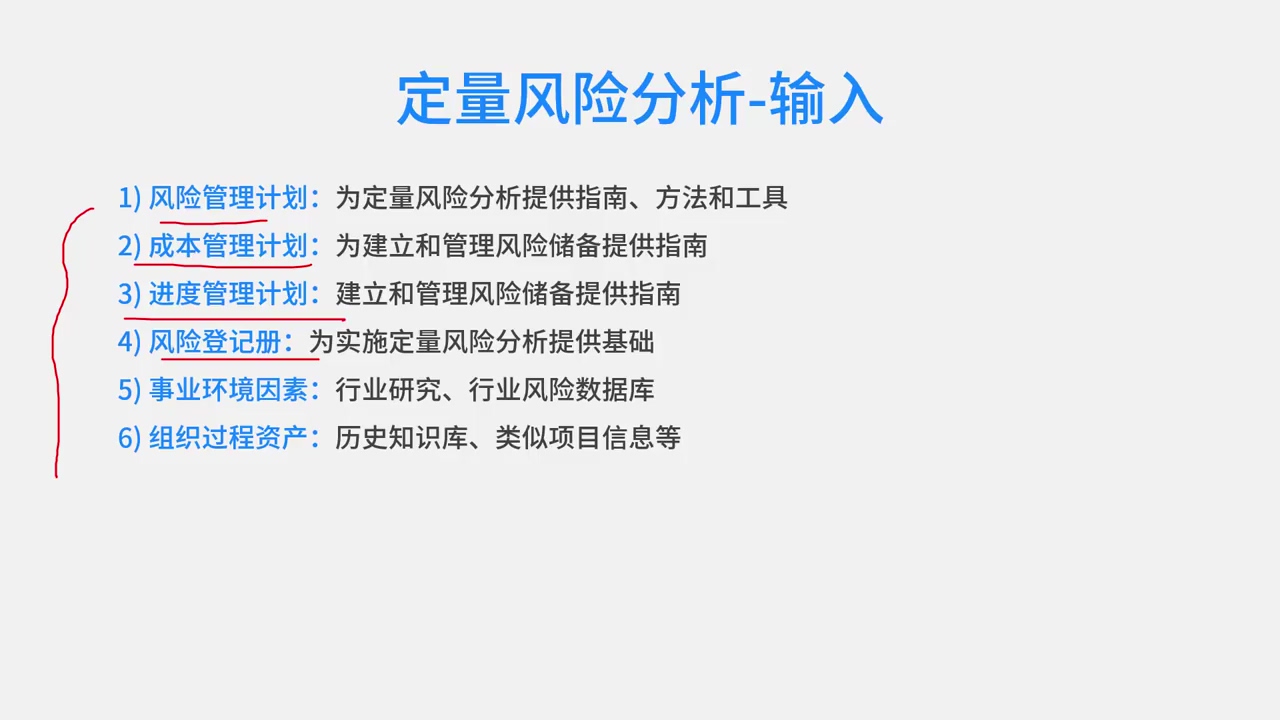 定量风险分析-输入
1) 风险管理计划：为定量风险分析提供指南、方法和工具
2) 成本管理计划：为建立和管理风险储备提供指南
3) 进度管理计划：建立和管理风险储备提供指南
4) 风险登记册：为实施定量风险分析提供基础
5) 事业环境因素：行业研究、行业风险数据库
6) 组织过程资产：历史知识库、类似项目信息等